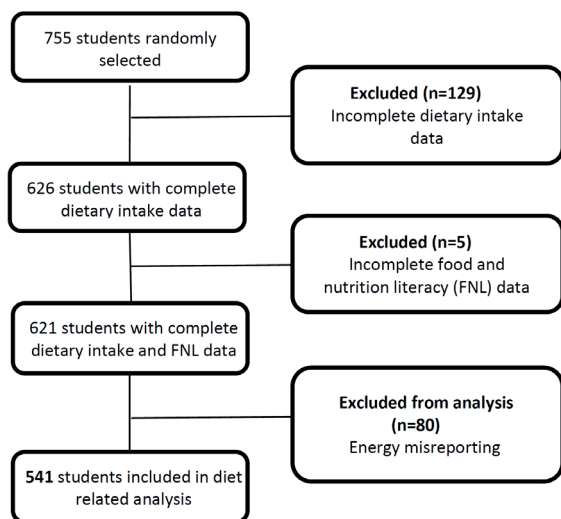 755 students randomly
selected
Excluded (n=129)
Incomplete dietary intake
data
626 students with complete
dietary intake data
Excluded (n=5)
Incomplete food and
nutrition literacy (FNL) data
621 students with complete
dietary intake and FNL data
Excluded from analysis
(n=80)
Energy misreporting
541 students included in diet
related analysis